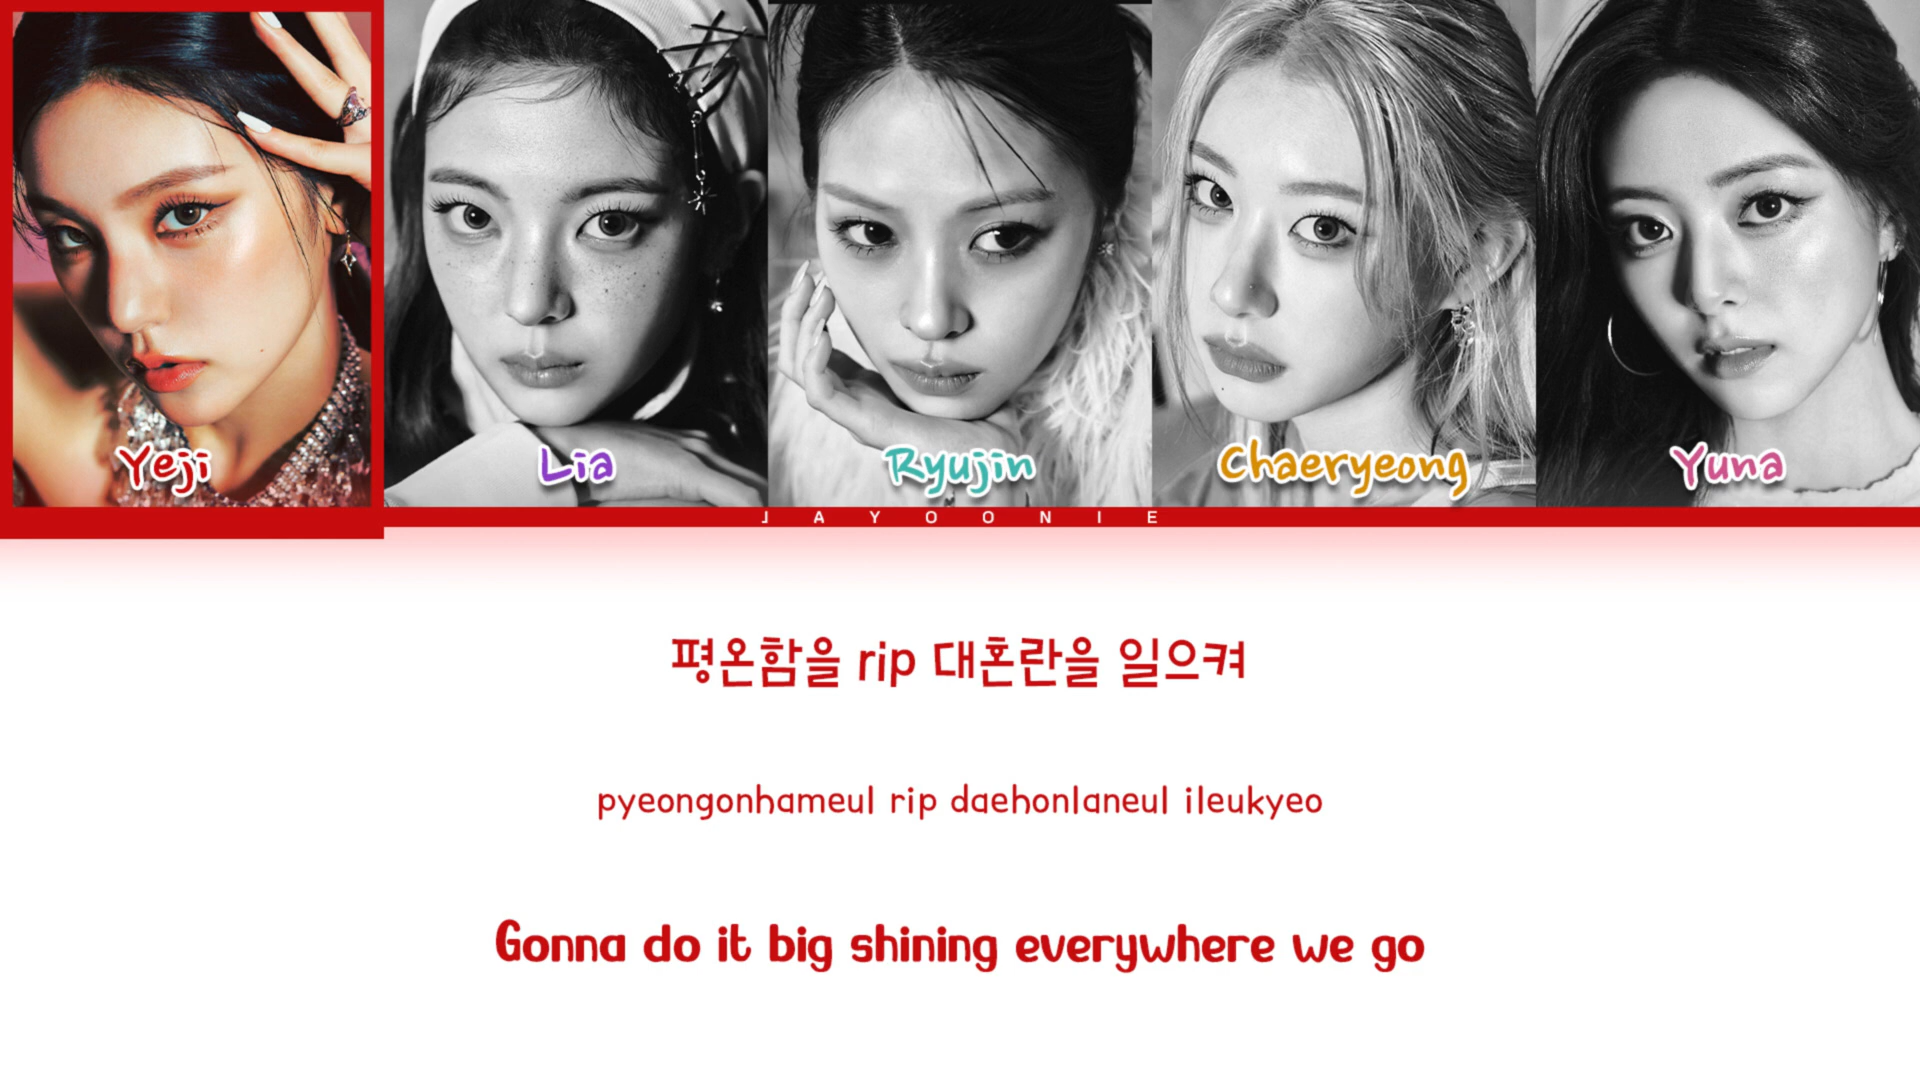 Yeji
Lia
Ryujin
Chaeryeong
Yuna
JAYOONIE
평온함을 rip 대혼란을 일으켜
pyeongonhameul rip daehonlaneul ileukyeo
Gonna do it big shining everywhere we go